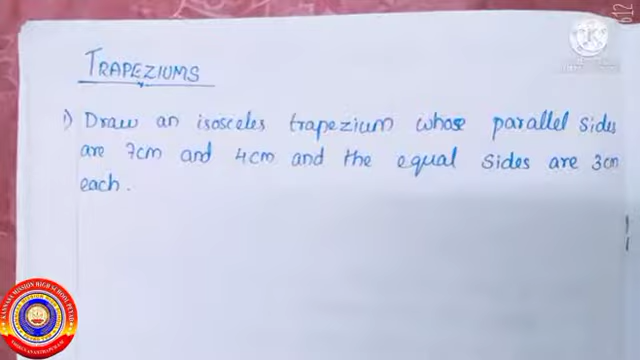 TRAPEZIUMS
1) Draw an isosceles trapezium whose parallel sides
are 7cm and 4cm and the equal sides are 3cm
each.